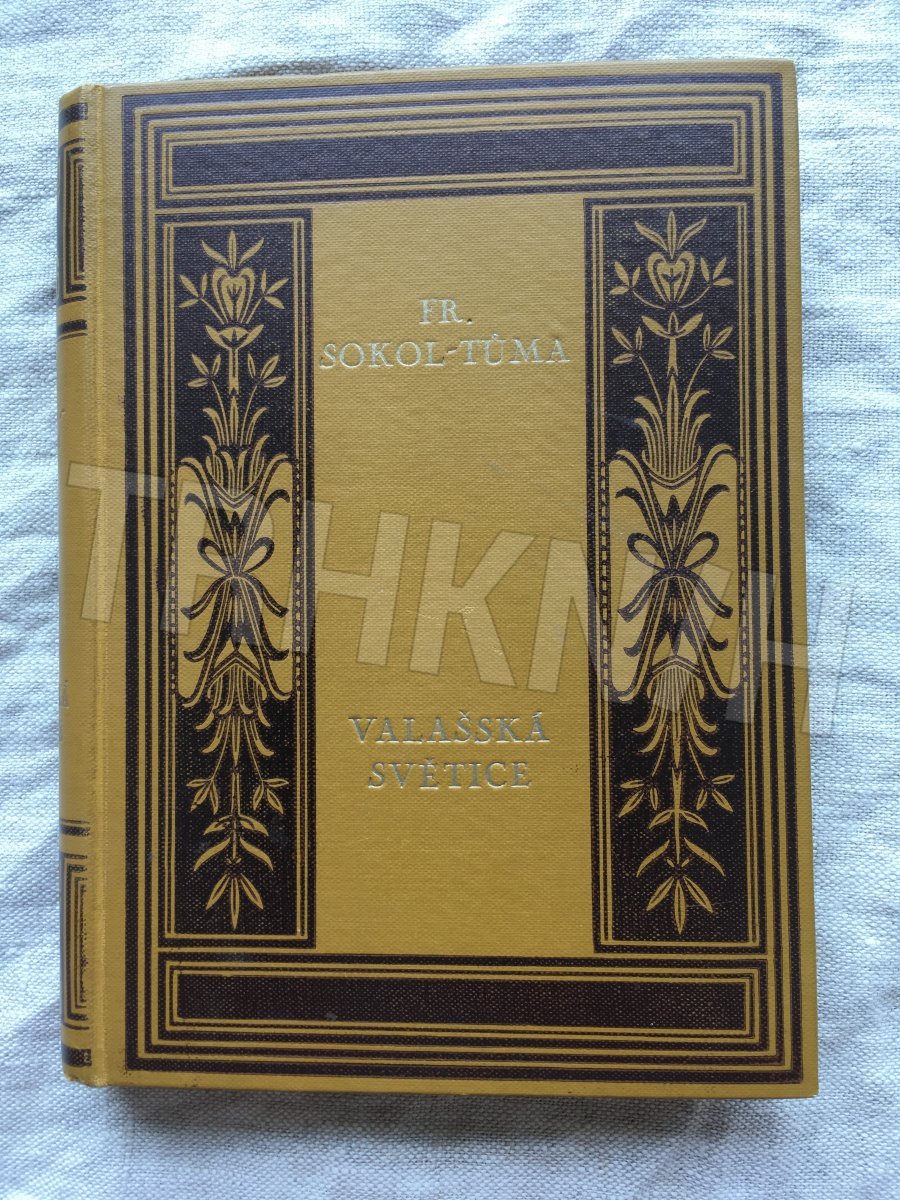 FR.
SOKOL-TŮMA
VALAŠSKÁ
SVĚTICE